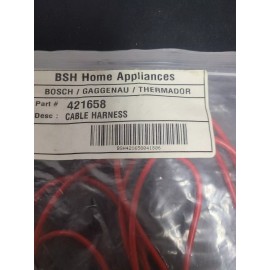 BSH Home Appliances
BOSCH / GAGGENAU / THERMADOR
Part # 421658
Desc : CABLE HARNESS